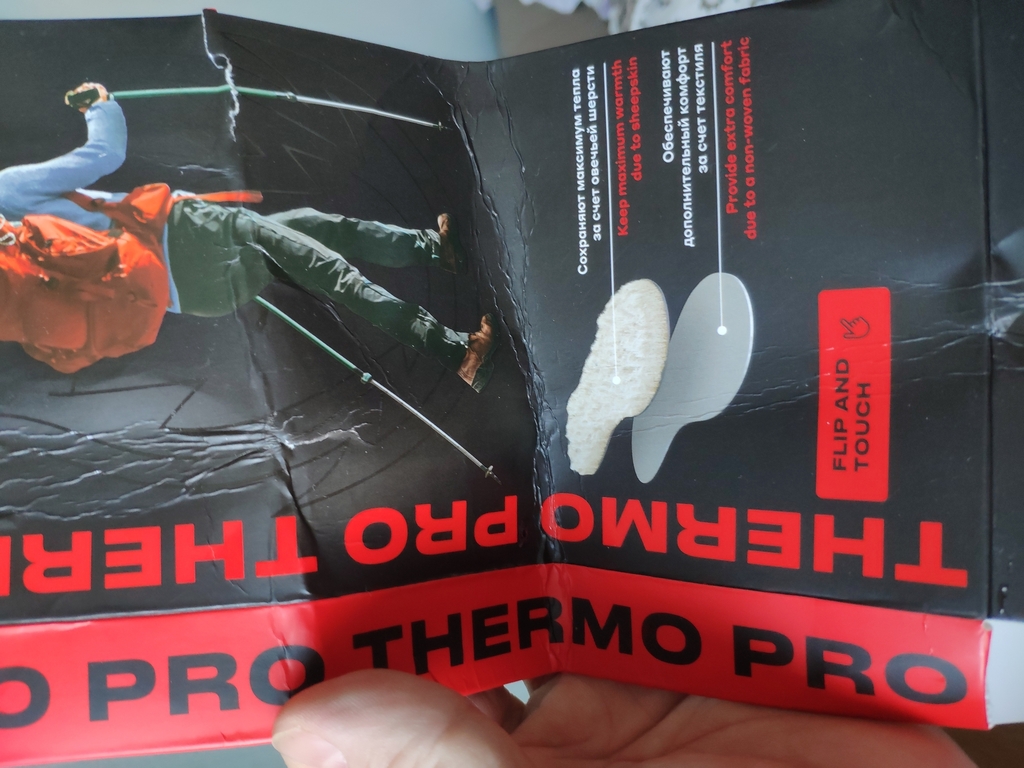 Сохраняют максимум тепла
за счет овечьей шерсти
Keep maximum warmth
due to sheepskin
Обеспечивают
дополнительный комфорт
за счет текстиля
Provide extra comfort
due to a non-woven fabric
FLIP AND
TOUCH
THERMO PRO THER
O PRO THERMO PRO